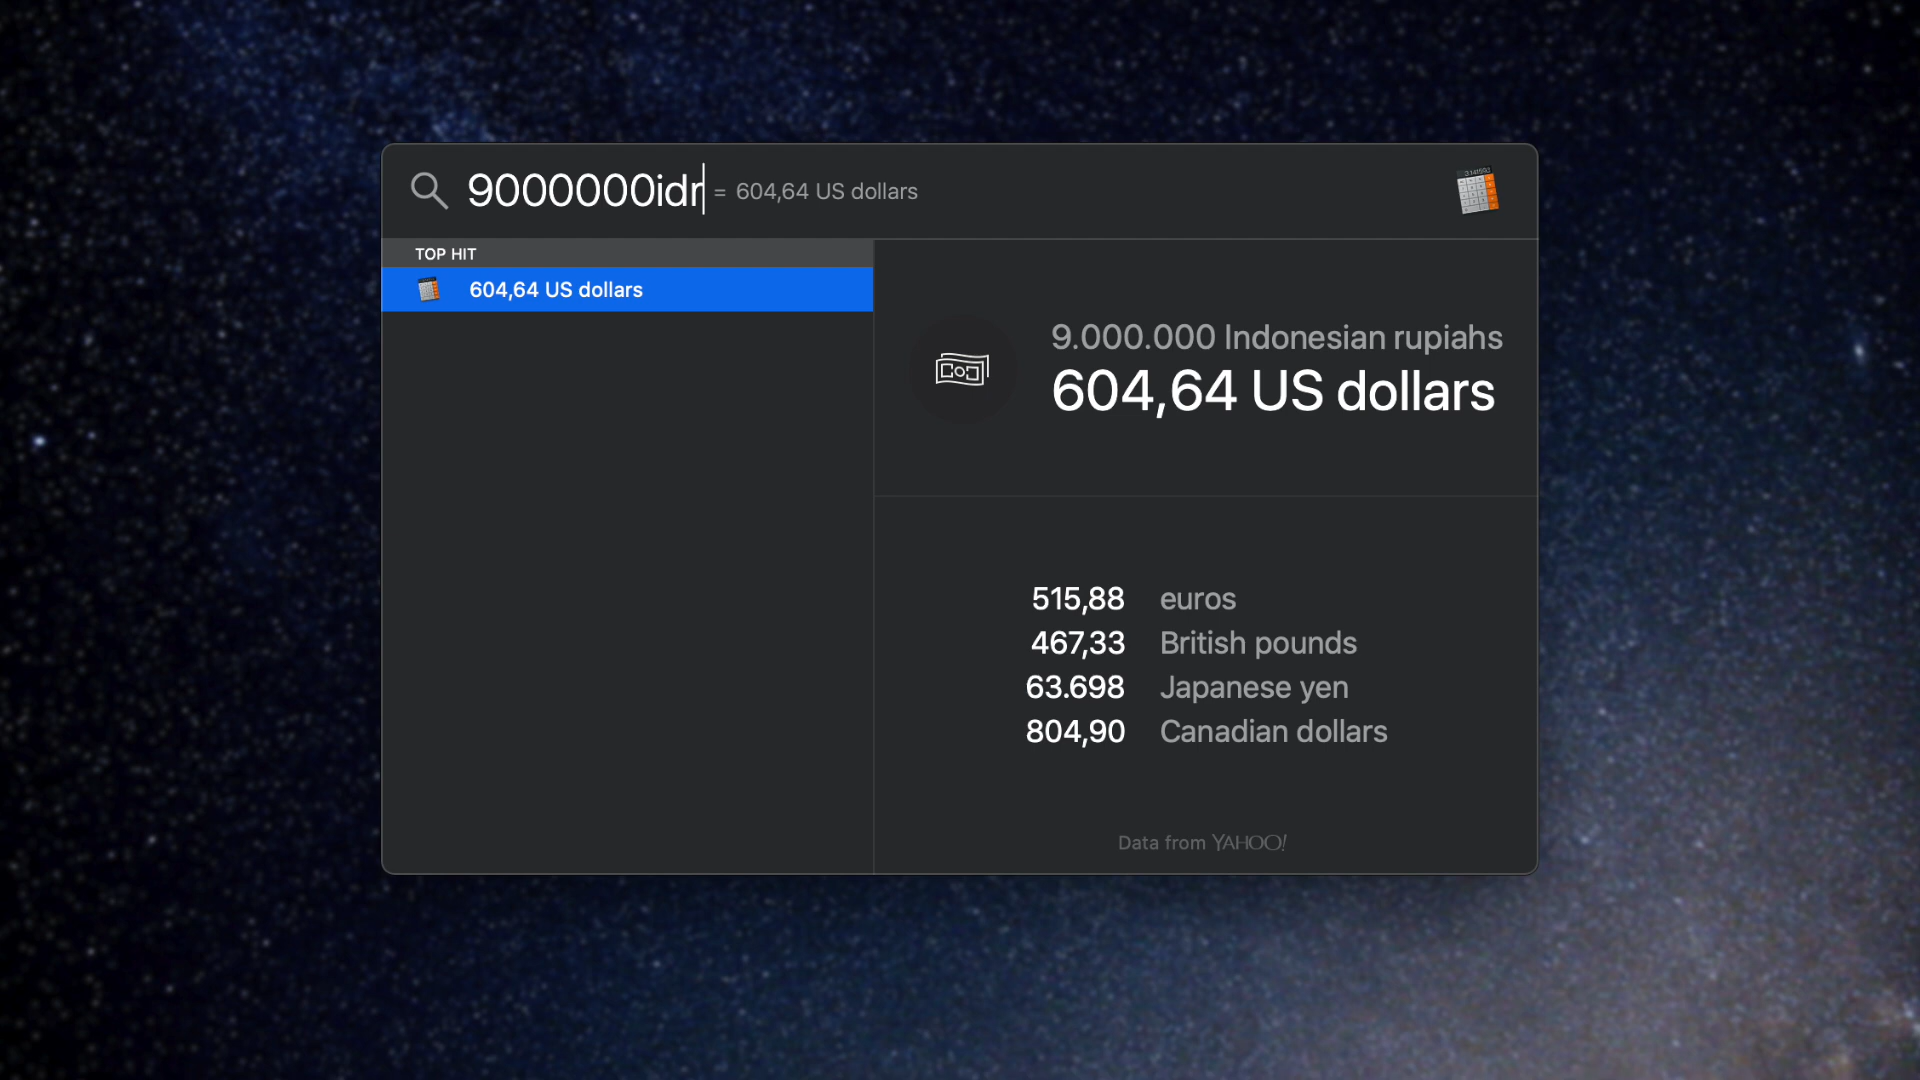 9000000idr = 604,64 US dollars
TOP HIT
604,64 US dollars
9.000.000 Indonesian rupiahs
604,64 US dollars
515,88 euros
467,33 British pounds
63.698 Japanese yen
804,90 Canadian dollars
Data from YAHOO!